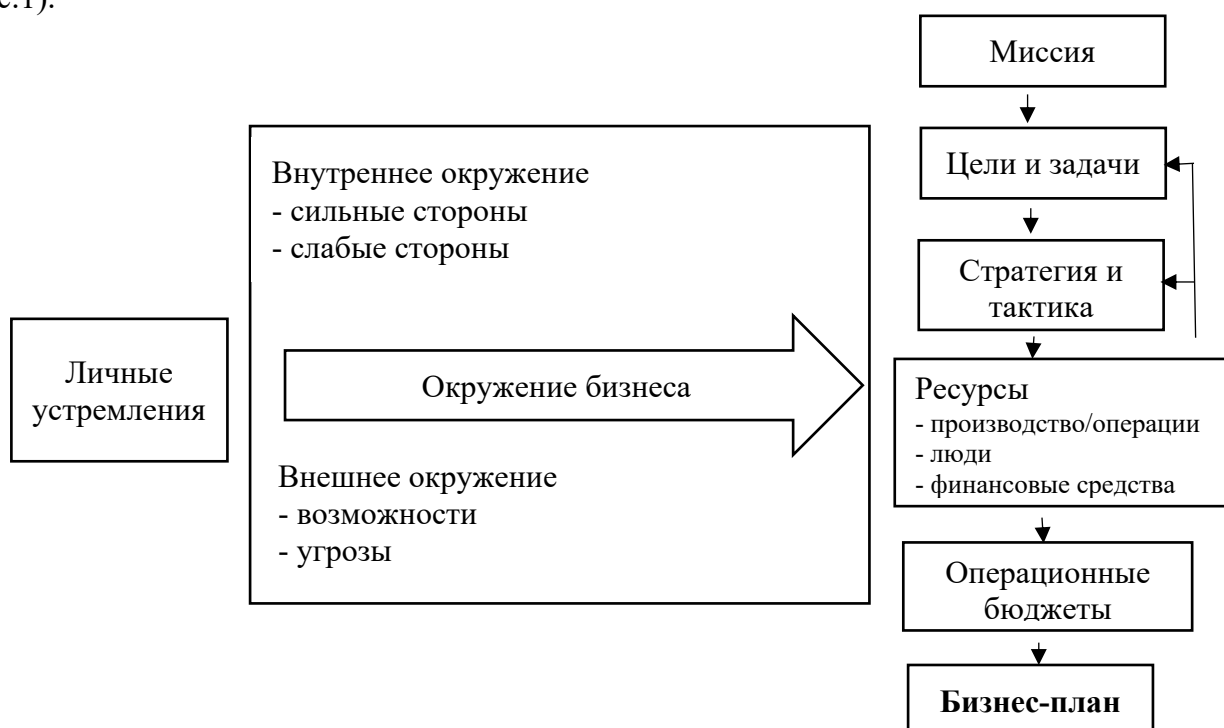 с.1).
Миссия
Цели и задачи
Стратегия и
тактика
Ресурсы
- производство/операции
- люди
- финансовые средства
Операционные
бюджеты
Бизнес-план
Внутреннее окружение
- сильные стороны
- слабые стороны
Окружение бизнеса
Внешнее окружение
- возможности
- угрозы
Личные
устремления